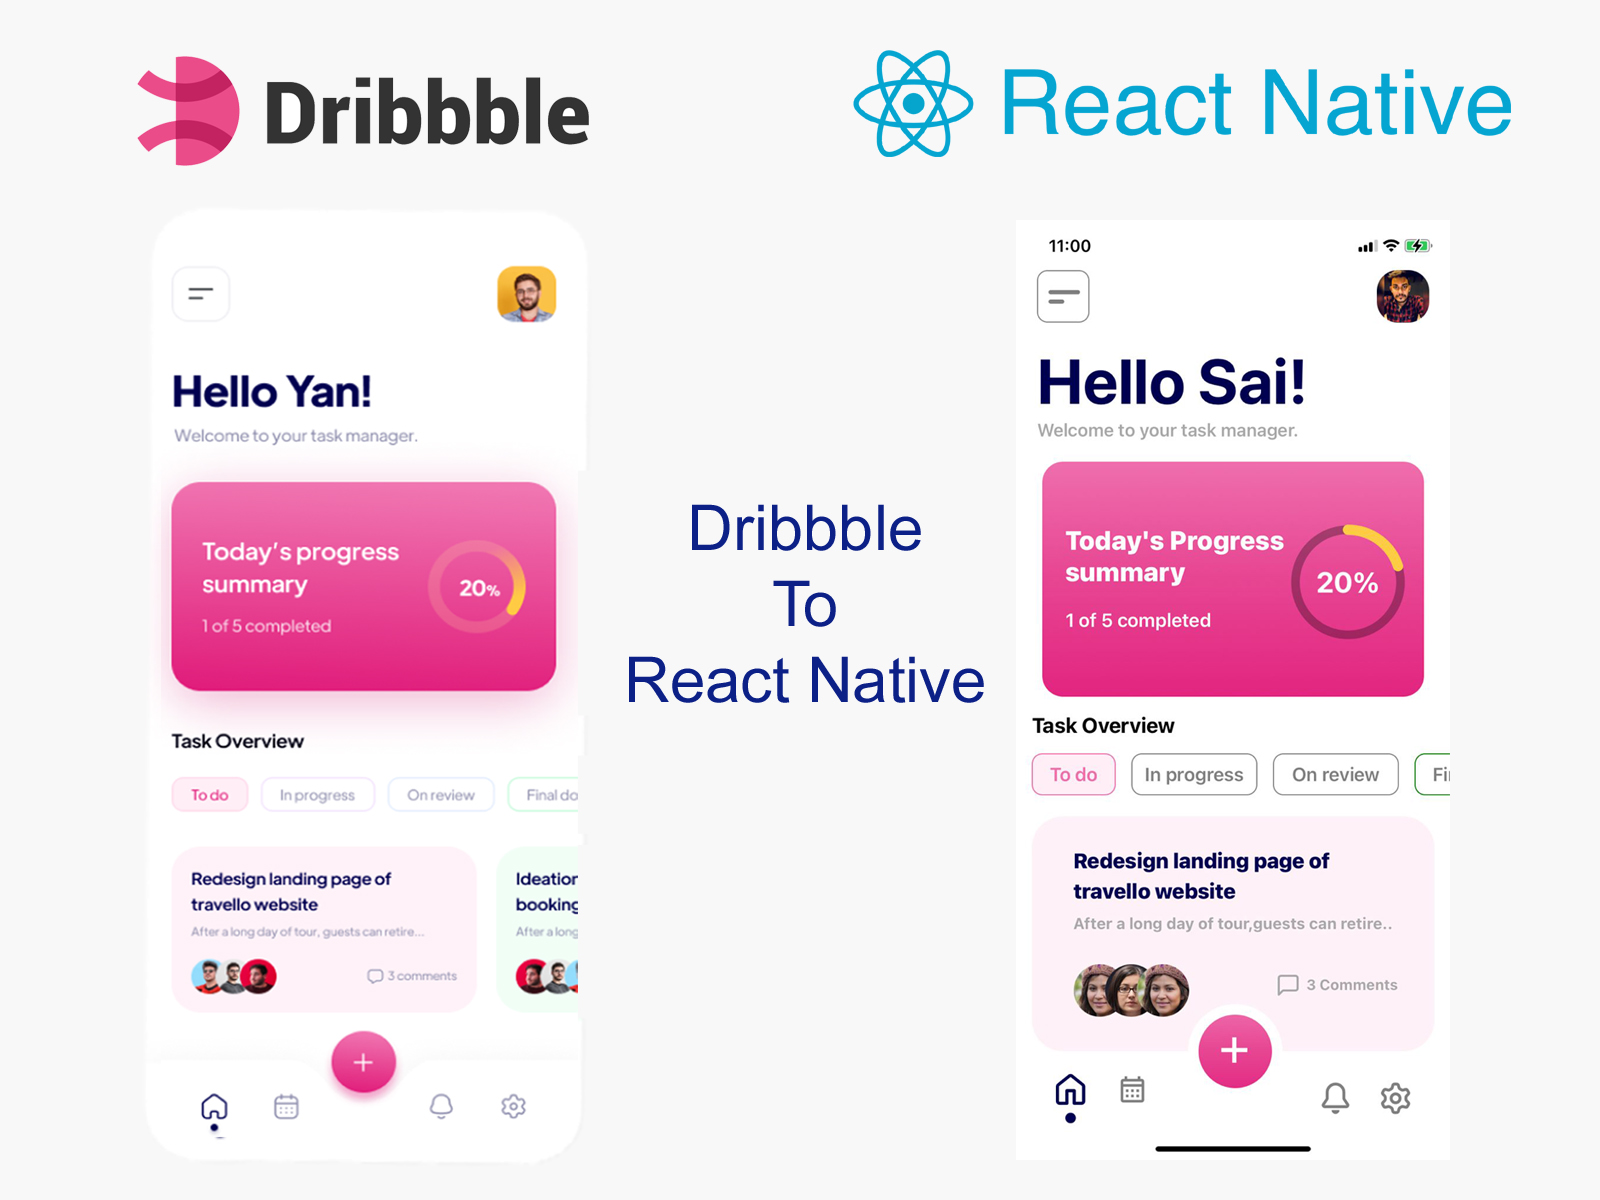 Dribbble
React Native
Hello Yan!
Welcome to your task manager.
Today's progress
summary
1 of 5 completed
20%
Task Overview
To do
In progress
On review
Final do
Redesign landing page of
travello website
After a long day of tour, guests can retire...
3 comments
Ideation
booking
After a long
+
Dribbble
To
React Native
11:00
Hello Sai!
Welcome to your task manager.
Today's Progress
summary
1 of 5 completed
20%
Task Overview
To do
In progress
On review
Fi
Redesign landing page of
travello website
After a long day of tour,guests can retire..
3 Comments
+